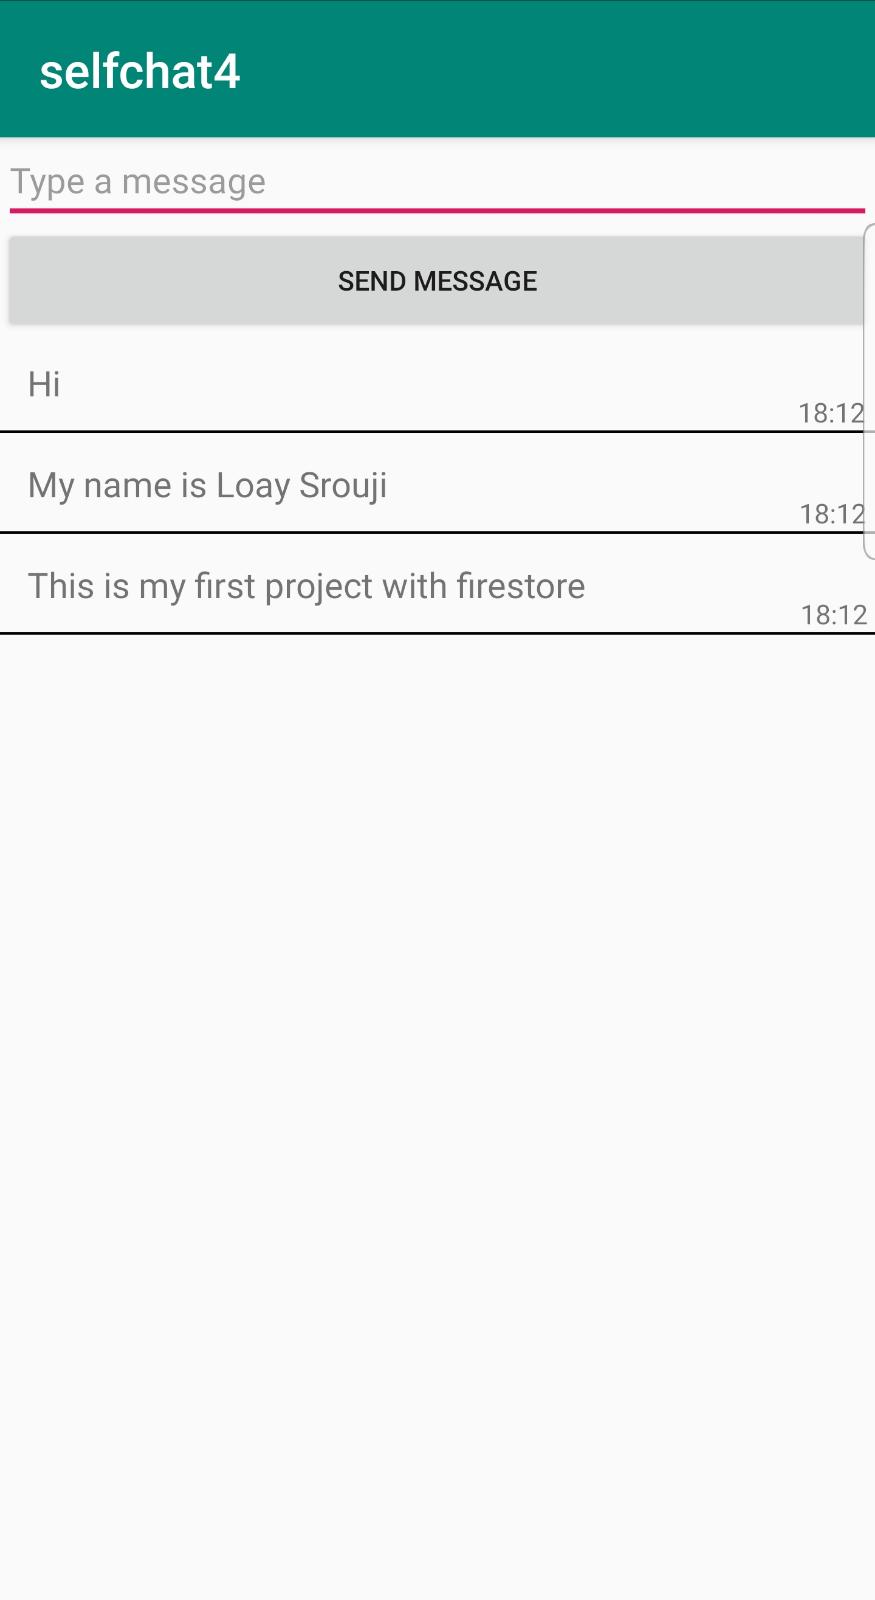 selfchat4
Type a message
SEND MESSAGE
Hi
18:12
My name is Loay Srouji
18:12
This is my first project with firestore
18:12